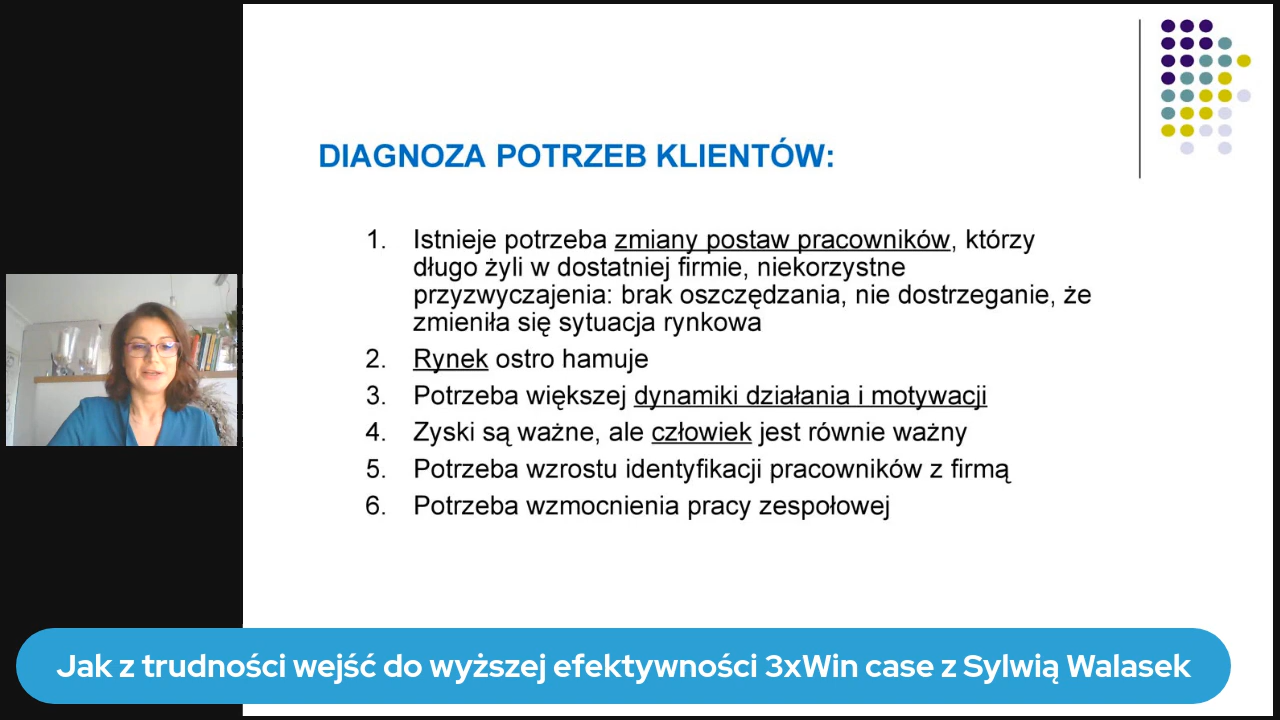 DIAGNOZA POTRZEB KLIENTÓW:
1. Istnieje potrzeba zmiany postaw pracowników, którzy
długo żyli w dostatniej firmie, niekorzystne
przyzwyczajenia: brak oszczędzania, nie dostrzeganie, że
zmieniła się sytuacja rynkowa
2. Rynek ostro hamuje
3. Potrzeba większej dynamiki działania i motywacji
4. Zyski są ważne, ale człowiek jest równie ważny
5. Potrzeba wzrostu identyfikacji pracowników z firmą
6. Potrzeba wzmocnienia pracy zespołowej
Jak z trudności wejść do wyższej efektywności 3xWin case z Sylwią Walasek